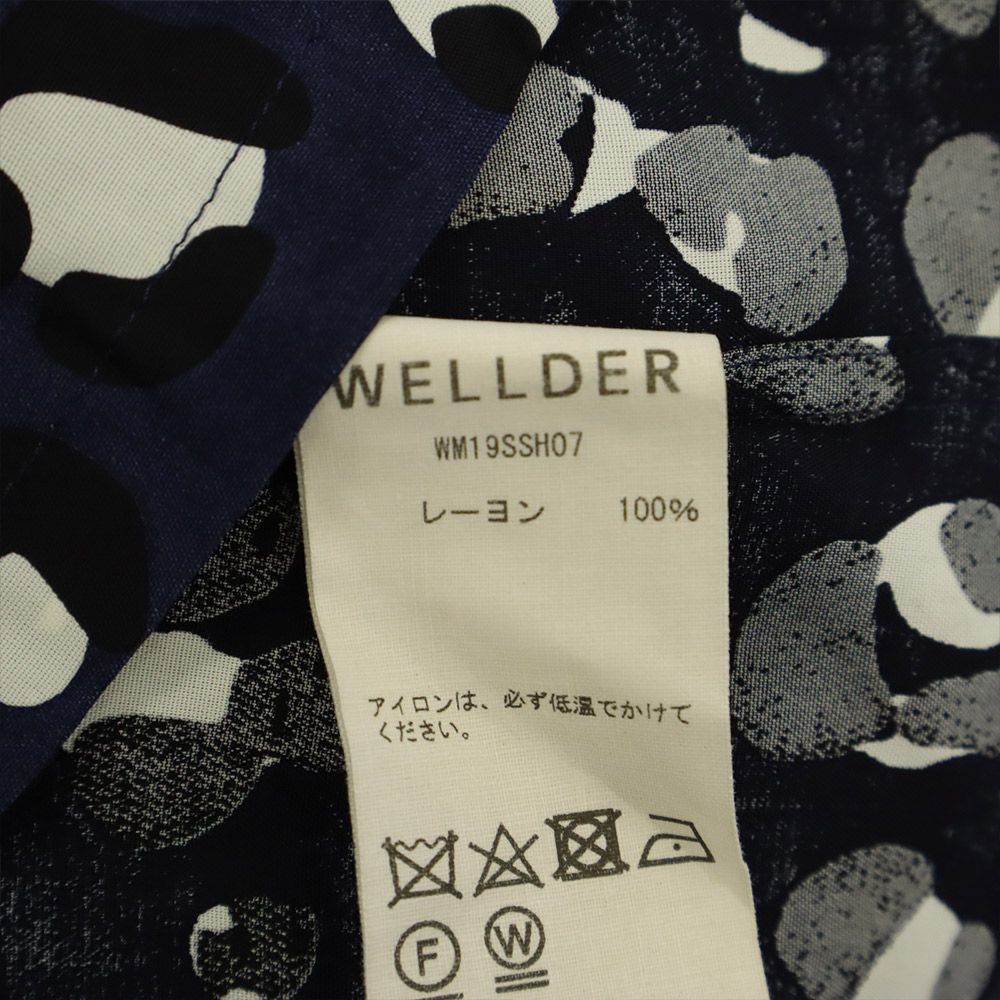 WELLDER
WM19SSH07
レーヨン 100%
アイロンは、必ず低温でかけて
ください。
F W